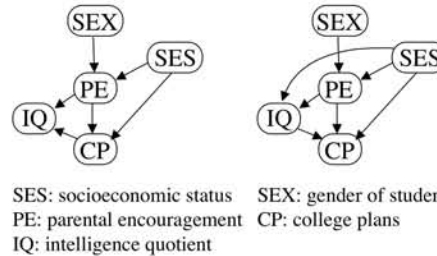 SEX SEX
SES SES
PE PE
IQ IQ
CP CP
SES: socioeconomic status SEX: gender of studen
PE: parental encouragement CP: college plans
IQ: intelligence quotient